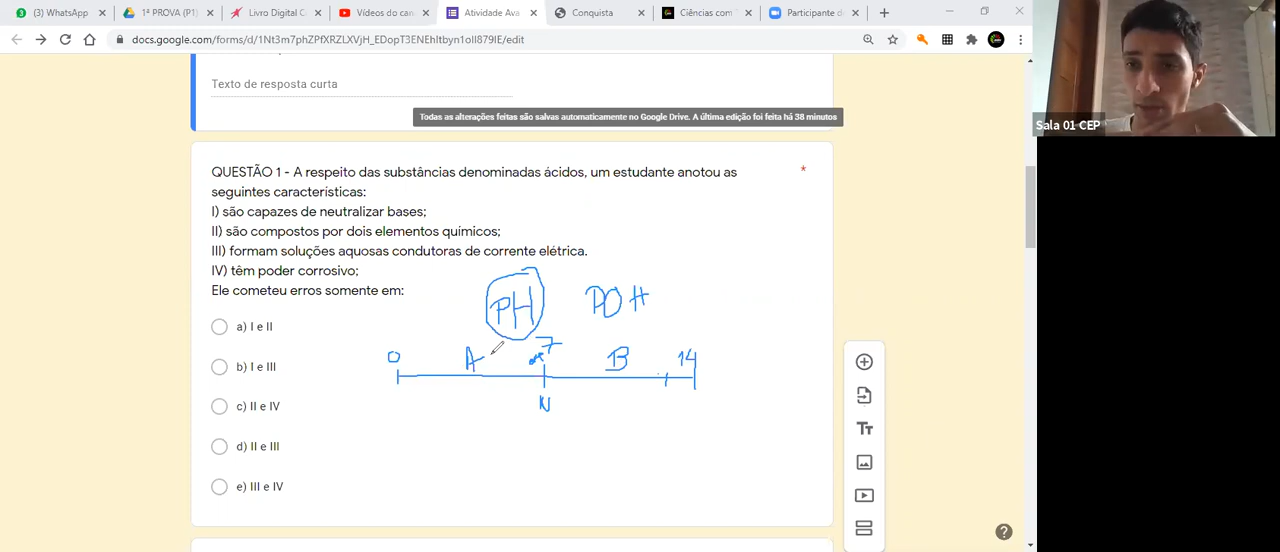 (3) WhatsApp
1ª PROVA (P1)
Livro Digital C
Vídeos do can
Atividade Ava
Conquista
Ciências com
Participante d
docs.google.com/forms/d/1Nt3m7phZPfXRZLXVjH_EDopT3ENEhItbyn1oIl879IE/edit
Texto de resposta curta
Todas as alterações feitas são salvas automaticamente no Google Drive. A última edição foi feita há 38 minutos
Sala 01 CEP
QUESTÃO 1 - A respeito das substâncias denominadas ácidos, um estudante anotou as *
seguintes características:
I) são capazes de neutralizar bases;
II) são compostos por dois elementos químicos;
III) formam soluções aquosas condutoras de corrente elétrica.
IV) têm poder corrosivo;
Ele cometeu erros somente em:
PH POH
a) I e II
0 A 7 B 14
b) I e III
N
c) II e IV
d) II e III
e) III e IV